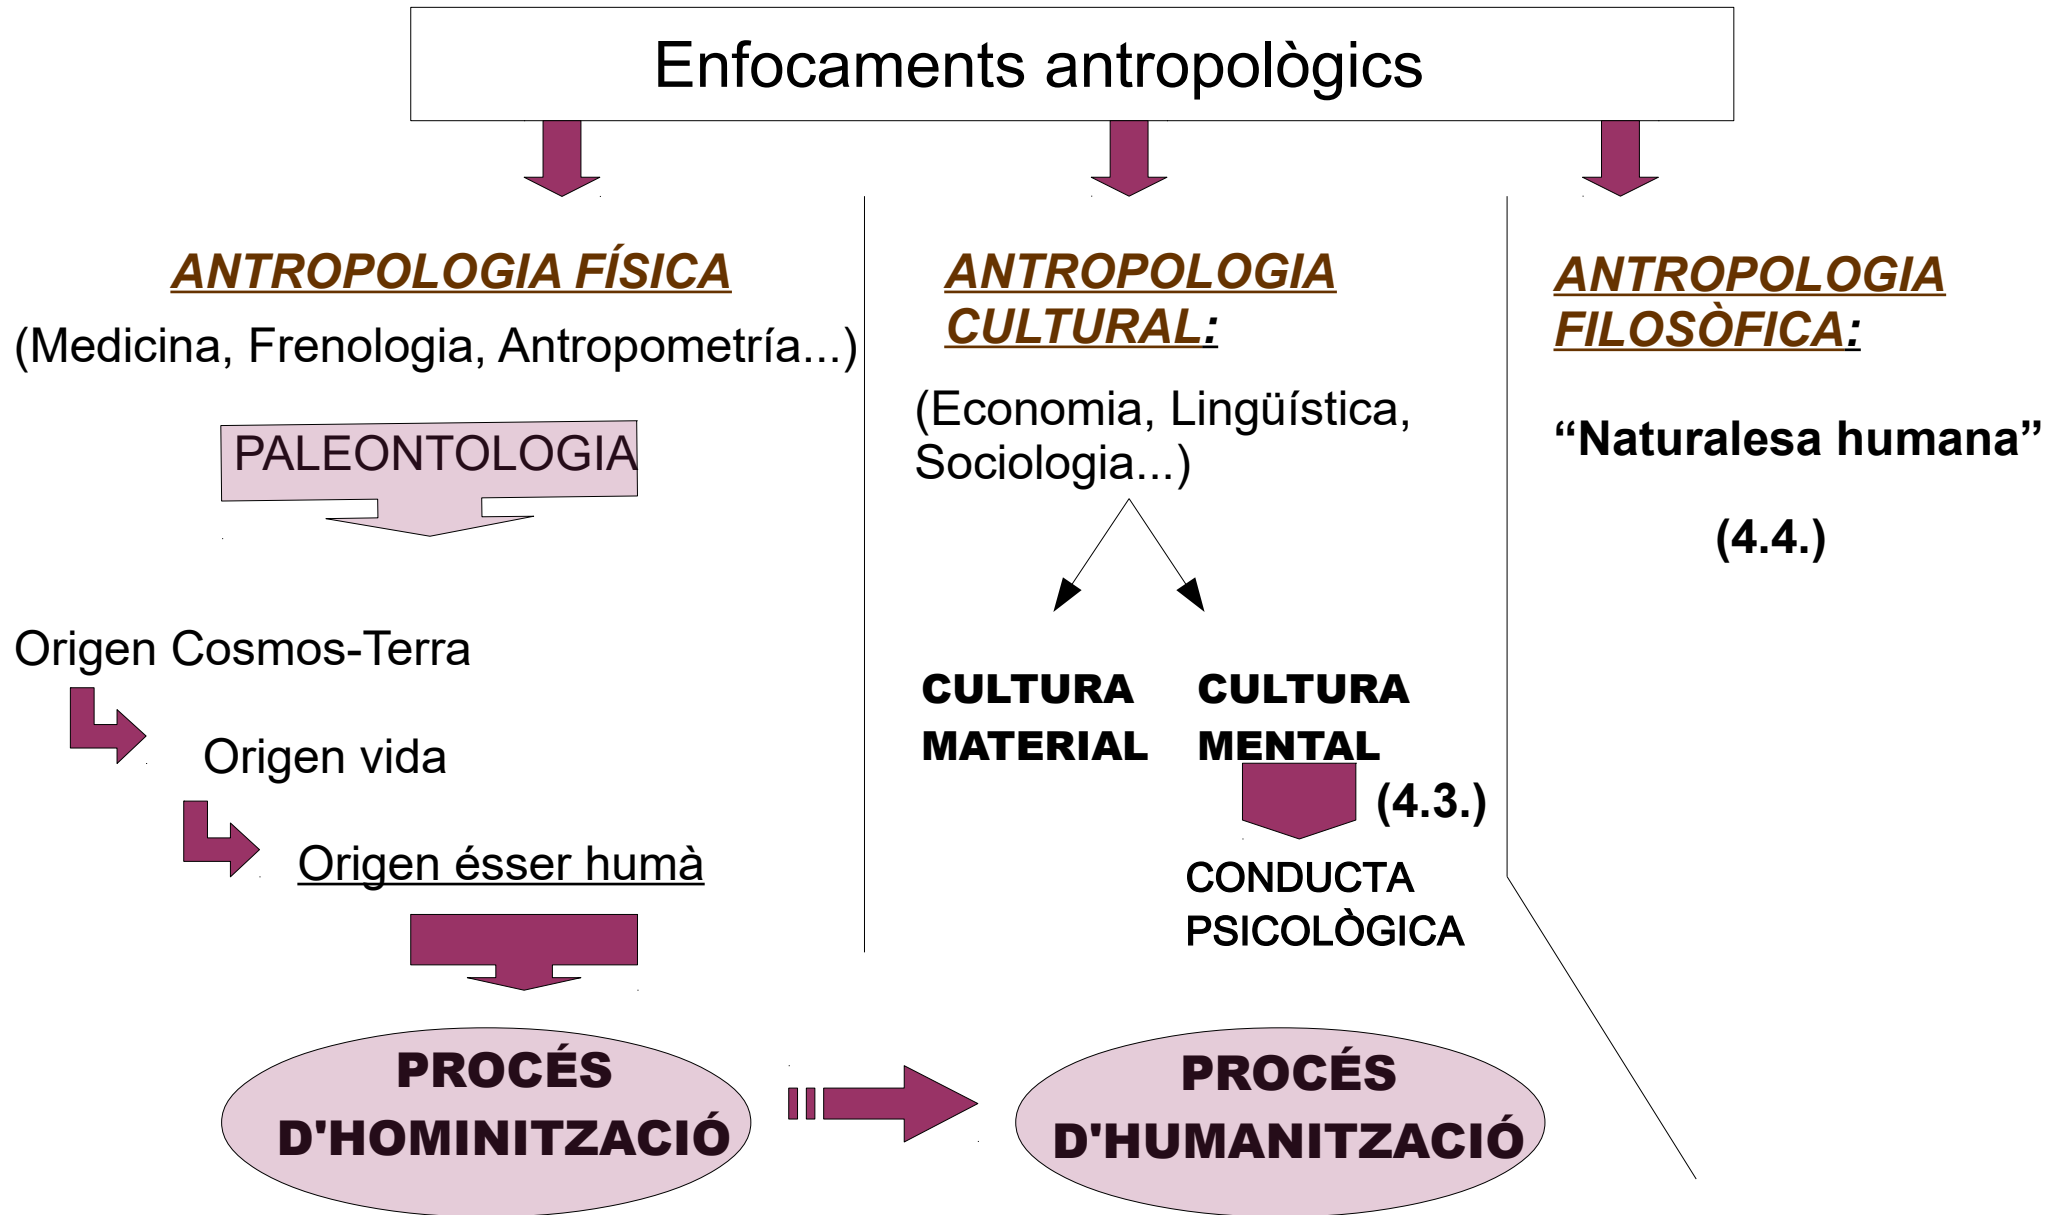 Enfocaments antropològics
ANTROPOLOGIA FÍSICA
(Medicina, Frenologia, Antropometría...)
PALEONTOLOGIA
Origen Cosmos-Terra
Origen vida
Origen ésser humà
PROCÉS
D'HOMINITZACIÓ
ANTROPOLOGIA
CULTURAL:
(Economia, Lingüística,
Sociologia...)
CULTURA
MATERIAL
CULTURA
MENTAL
(4.3.)
CONDUCTA
PSICOLÒGICA
PROCÉS
D'HUMANITZACIÓ
ANTROPOLOGIA
FILOSÒFICA:
“Naturalesa humana”
(4.4.)